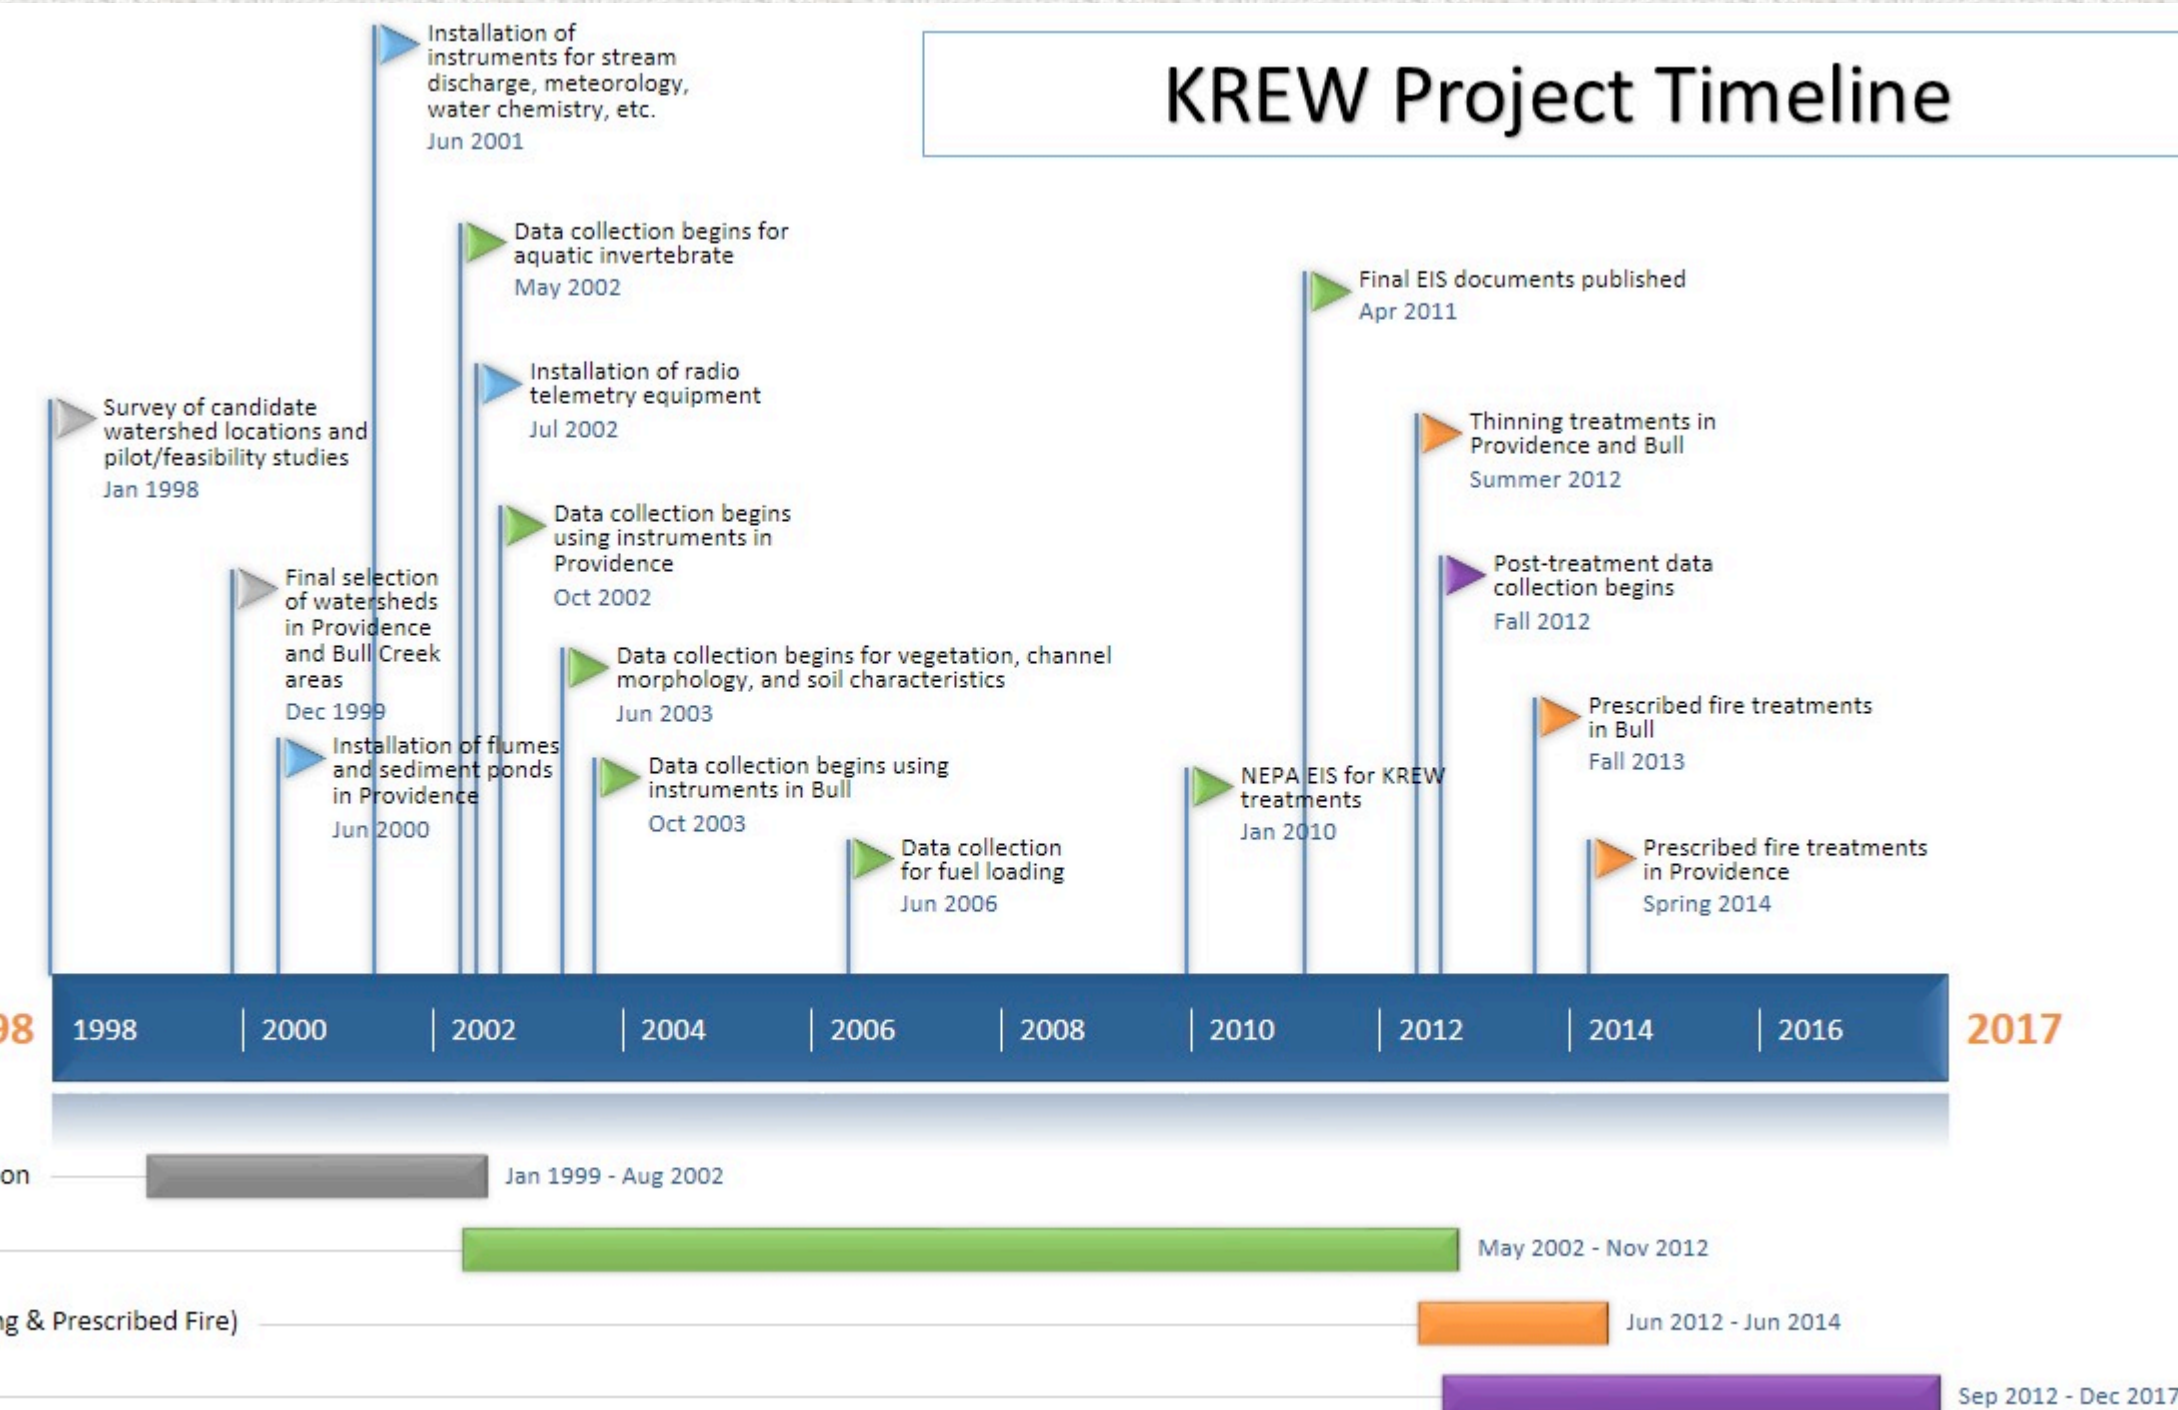 KREW Project Timeline
Installation of
instruments for stream
discharge, meteorology,
water chemistry, etc.
Jun 2001
Data collection begins for
aquatic invertebrate
May 2002
Final EIS documents published
Apr 2011
Installation of radio
telemetry equipment
Jul 2002
Survey of candidate
watershed locations and
pilot/feasibility studies
Jan 1998
Thinning treatments in
Providence and Bull
Summer 2012
Data collection begins
using instruments in
Providence
Oct 2002
Post-treatment data
collection begins
Fall 2012
Final selection
of watersheds
in Providence
and Bull Creek
areas
Dec 1999
Data collection begins for vegetation, channel
morphology, and soil characteristics
Jun 2003
Prescribed fire treatments
in Bull
Fall 2013
Installation of flumes
and sediment ponds
in Providence
Jun 2000
Data collection begins using
instruments in Bull
Oct 2003
NEPA EIS for KREW
treatments
Jan 2010
Data collection
for fuel loading
Jun 2006
Prescribed fire treatments
in Providence
Spring 2014
98 1998 2000 2002 2004 2006 2008 2010 2012 2014 2016 2017
on Jan 1999 - Aug 2002
May 2002 - Nov 2012
ng & Prescribed Fire) Jun 2012 - Jun 2014
Sep 2012 - Dec 2017